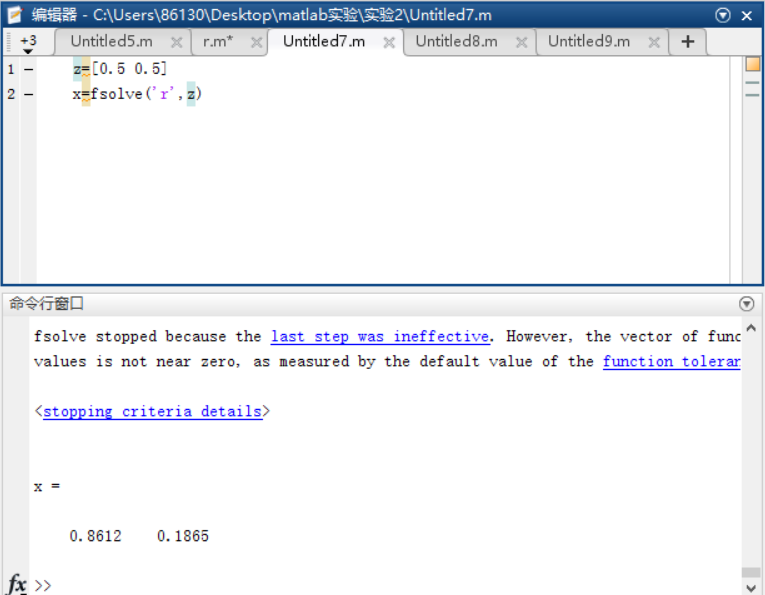 编辑器 - C:\Users\86130\Desktop\matlab实验\实验2\Untitled7.m
+3 Untitled5.m r.m* Untitled7.m Untitled8.m Untitled9.m +
1 - z=[0.5 0.5]
2 - x=fsolve('r',z)
命令行窗口
fsolve stopped because the last step was ineffective. However, the vector of func
values is not near zero, as measured by the default value of the function toleran
<stopping criteria details>
x =
0.8612 0.1865
fx >>